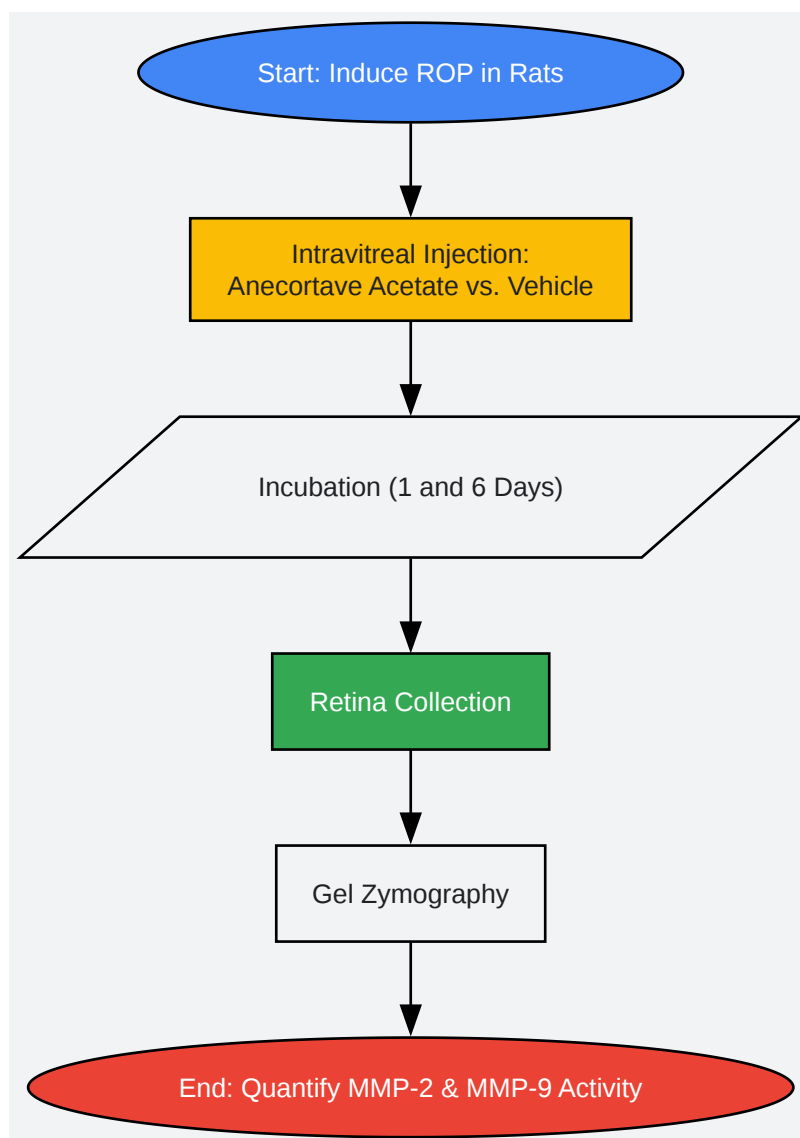 Start: Induce ROP in Rats
Intravitreal Injection:
Anecortave Acetate vs. Vehicle
Incubation (1 and 6 Days)
Retina Collection
Gel Zymography
End: Quantify MMP-2 & MMP-9 Activity